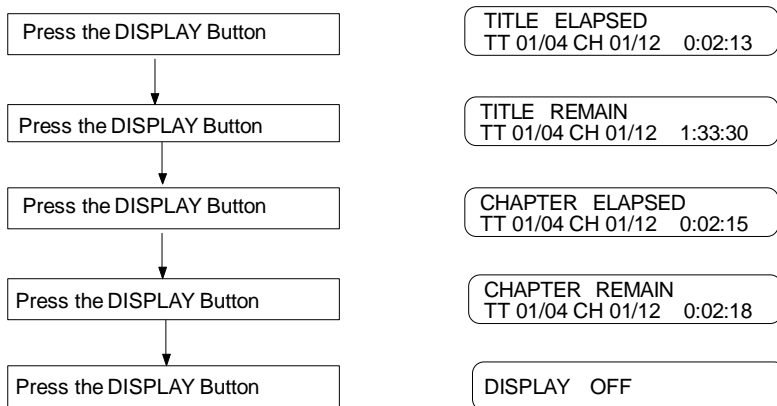 Press the DISPLAY Button
TITLE ELAPSED
TT 01/04 CH 01/12 0:02:13
Press the DISPLAY Button
TITLE REMAIN
TT 01/04 CH 01/12 1:33:30
Press the DISPLAY Button
CHAPTER ELAPSED
TT 01/04 CH 01/12 0:02:15
Press the DISPLAY Button
CHAPTER REMAIN
TT 01/04 CH 01/12 0:02:18
Press the DISPLAY Button
DISPLAY OFF